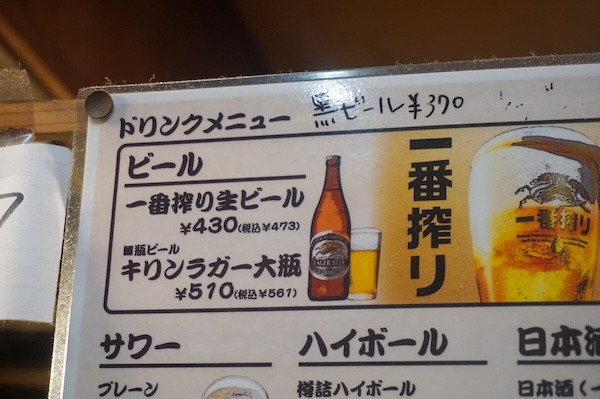 黒ビール¥370
ドリンクメニュー
ビール
一番搾り生ビール
¥430(税込¥473)
■瓶ビール
キリンラガー大瓶
¥510(税込¥561)
LAGER BEER
一番搾り
一番搾り
サワー
プレーン
ハイボール
樽詰ハイボール
日本酒
日本酒(一